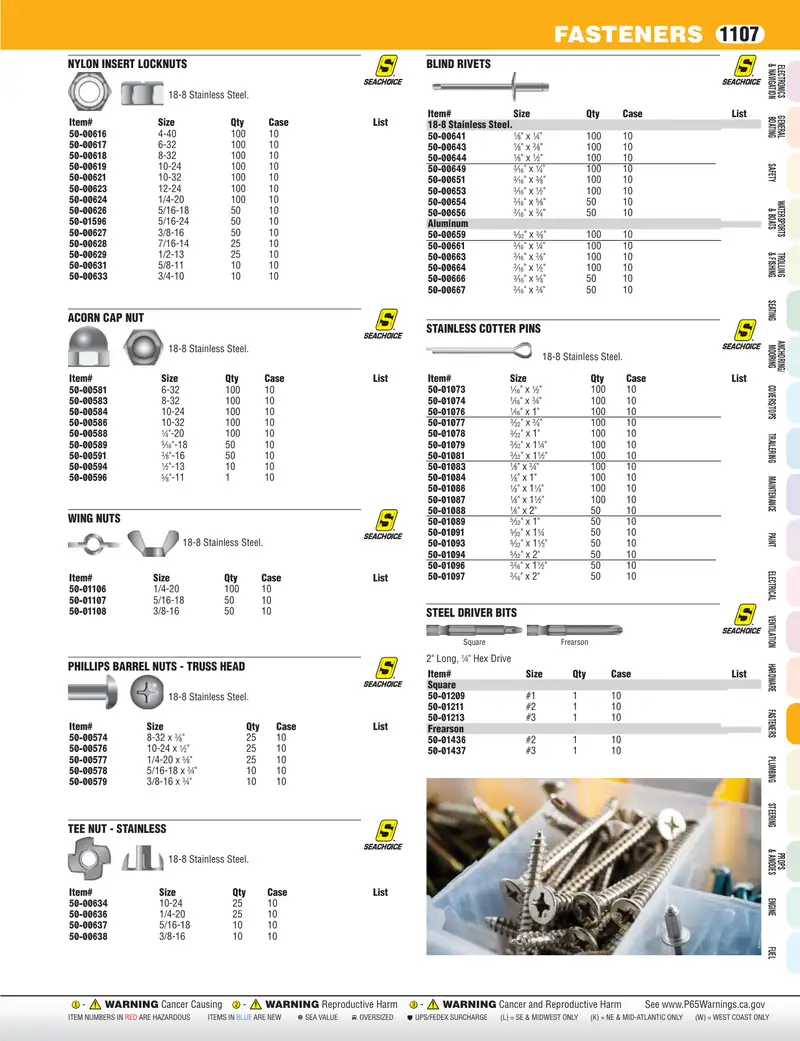 FASTENERS 1107
NYLON INSERT LOCKNUTS
S
SEACHOICE
18-8 Stainless Steel.
Item# Size Qty Case List
50-00616 4-40 100 10
50-00617 6-32 100 10
50-00618 8-32 100 10
50-00619 10-24 100 10
50-00621 10-32 100 10
50-00623 12-24 100 10
50-00624 1/4-20 100 10
50-00626 5/16-18 50 10
50-01596 5/16-24 50 10
50-00627 3/8-16 50 10
50-00628 7/16-14 25 10
50-00629 1/2-13 25 10
50-00631 5/8-11 10 10
50-00633 3/4-10 10 10
ACORN CAP NUT
S
SEACHOICE
18-8 Stainless Steel.
Item# Size Qty Case List
50-00581 6-32 100 10
50-00583 8-32 100 10
50-00584 10-24 100 10
50-00586 10-32 100 10
50-00588 1/4"-20 100 10
50-00589 5/16"-18 50 10
50-00591 3/8"-16 50 10
50-00594 1/2"-13 10 10
50-00596 5/8"-11 1 10
WING NUTS
S
SEACHOICE
18-8 Stainless Steel.
Item# Size Qty Case List
50-01106 1/4-20 100 10
50-01107 5/16-18 50 10
50-01108 3/8-16 50 10
PHILLIPS BARREL NUTS - TRUSS HEAD
S
SEACHOICE
18-8 Stainless Steel.
Item# Size Qty Case List
50-00574 8-32 x 3/8" 25 10
50-00576 10-24 x 1/2" 25 10
50-00577 1/4-20 x 5/8" 25 10
50-00578 5/16-18 x 3/4" 10 10
50-00579 3/8-16 x 3/4" 10 10
TEE NUT - STAINLESS
S
SEACHOICE
18-8 Stainless Steel.
Item# Size Qty Case List
50-00634 10-24 25 10
50-00636 1/4-20 25 10
50-00637 5/16-18 10 10
50-00638 3/8-16 10 10
BLIND RIVETS
S
SEACHOICE
Item# Size Qty Case List
18-8 Stainless Steel.
50-00641 1/8" x 1/4" 100 10
50-00643 1/8" x 3/8" 100 10
50-00644 1/8" x 1/2" 100 10
50-00649 3/16" x 1/4" 100 10
50-00651 3/16" x 3/8" 100 10
50-00653 3/16" x 1/2" 100 10
50-00654 3/16" x 5/8" 50 10
50-00656 3/16" x 3/4" 50 10
Aluminum
50-00659 5/32" x 3/8" 100 10
50-00661 3/16" x 1/4" 100 10
50-00663 3/16" x 3/8" 100 10
50-00664 3/16" x 1/2" 100 10
50-00666 3/16" x 5/8" 50 10
50-00667 3/16" x 3/4" 50 10
STAINLESS COTTER PINS
S
SEACHOICE
18-8 Stainless Steel.
Item# Size Qty Case List
50-01073 1/16" x 1/2" 100 10
50-01074 1/16" x 3/4" 100 10
50-01076 1/16" x 1" 100 10
50-01077 3/32" x 3/4" 100 10
50-01078 3/32" x 1" 100 10
50-01079 3/32" x 1 1/4" 100 10
50-01081 3/32" x 1 1/2" 100 10
50-01083 1/8" x 3/4" 100 10
50-01084 1/8" x 1" 100 10
50-01086 1/8" x 1 1/4" 100 10
50-01087 1/8" x 1 1/2" 100 10
50-01088 1/8" x 2" 50 10
50-01089 5/32" x 1" 50 10
50-01091 5/32" x 1 1/4 50 10
50-01093 5/32" x 1 1/2" 50 10
50-01094 5/32" x 2" 50 10
50-01096 3/16" x 1 1/2" 50 10
50-01097 3/16" x 2" 50 10
STEEL DRIVER BITS
S
SEACHOICE
Square Frearson
2" Long, 1/4" Hex Drive
Item# Size Qty Case List
Square
50-01209 #1 1 10
50-01211 #2 1 10
50-01213 #3 1 10
Frearson
50-01436 #2 1 10
50-01437 #3 1 10
ELECTRONICS
& NAVIGATION
GENERAL
BOATING
SAFETY
WATERSPORTS
& BOATS
TROLLING
& FISHING
SEATING
ANCHORING/
MOORING
COVERS/TOPS
TRAILERING
MAINTENANCE
PAINT
ELECTRICAL
VENTILATION
HARDWARE
FASTENERS
PLUMBING
STEERING
PROPS
& ANODES
ENGINE
FUEL
1 - WARNING Cancer Causing 2 - WARNING Reproductive Harm 3 - WARNING Cancer and Reproductive Harm See www.P65Warnings.ca.gov
ITEM NUMBERS IN RED ARE HAZARDOUS ITEMS IN BLUE ARE NEW SEA VALUE OVERSIZED UPS/FEDEX SURCHARGE (L) = SE & MIDWEST ONLY (K) = NE & MID-ATLANTIC ONLY (W) = WEST COAST ONLY